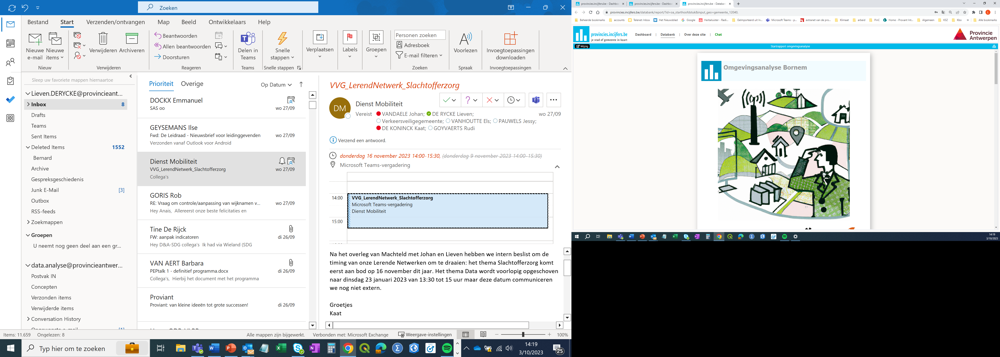 Zoeken
Bestand
Start
Verzenden/ontvangen
Map
Beeld
Ontwikkelaars
Help
Nieuwe e-mail
Nieuwe items
Nieuw
Verwijderen
Archiveren
Verwijderen
Beantwoorden
Allen beantwoorden
Doorsturen
Reageren
Delen in Teams
Teams
Snelle stappen
Snelle stappen
Verplaatsen
Labels
Groepen
Personen zoeken
Adresboek
E-mail filteren
Zoeken
Voorlezen
Spraak
Invoegtoepassingen downloaden
Invoegtoepassingen
Sleep uw favoriete mappen hiernaartoe
Lieven.DERYCKE@provincieant...
Inbox 8
Drafts
Teams
Sent Items
Deleted Items 1552
Bernard
Archive
Gespreksgeschiedenis
Junk E-Mail [3]
Outbox
RSS-feeds
Zoekmappen
Groepen
U neemt nog geen deel aan een gr...
data.analyse@provincieantwer...
Postvak IN
Concepten
Verzonden items
Verwijderde items
Conversation History
Prioriteit Overige
Op Datum
DOCKX Emmanuel
SAS oo wo 27/09
GEYSEMANS Ilse
Fwd: De Leidraad - Nieuwsbrief voor leidinggevenden wo 27/09
Verzonden vanaf Outlook voor Android
Dienst Mobiliteit
VVG_LerendNetwerk_Slachtofferzorg wo 27/09
Collega's
GORIS Rob
RE: Vraag om controle/aanpassing van wijknamen v... wo 27/09
Hey Anais, Allereerst onze beste felicitaties en
Tine De Rijck
FW: aanpak indicatoren di 26/09
Hey D&A-SDG collega's Ik had via Wieland (SDG
VAN AERT Barbara
PEPtalk 1 - definitief programma.docx di 26/09
Collega's, Hierbij het document met het programma
Proviant
Proviant: van kleine ideeën tot grote successen! di 26/09
VVG_LerendNetwerk_Slachtofferzorg
DM
Dienst Mobiliteit
Vereist VANDAELE Johan; DE RYCKE Lieven; wo 27/09
Verkeersveiligegemeente; VANHOUTTE Els; PAUWELS Jessy;
DE KONINCK Kaat; GOYVAERTS Rudi
Verzend een antwoord.
donderdag 16 november 2023 14:00-15:30, (donderdag 9 november 2023 14:00-15:30)
Microsoft Teams-vergadering
14:00 VVG_LerendNetwerk_Slachtofferzorg
Microsoft Teams-vergadering
Dienst Mobiliteit
15:00
Na het overleg van Machteld met Johan en Lieven hebben we intern beslist om de
timing van onze Lerende Netwerken om te draaien: het thema Slachtofferzorg komt
eerst aan bod op 16 november dit jaar. Het thema Data wordt voorlopig opgeschoven
naar dinsdag 23 januari 2023 van 13:30 tot 15 uur maar deze datum communiceren
we nog niet extern.
Groetjes
Kaat
Items: 11.659 Ongelezen: 8
Alle mappen zijn bijgewerkt.
Verbonden met: Microsoft Exchange
Weergave-instellingen
100%
Typ hier om te zoeken
14:19
3/10/2023
25
provincies.incijfers.be - Dashbo
provincies.incijfers.be - Dashbo
provincies.incijfers.be - Databan
provincies.incijfers.be/databank/report/?id=oa_starthoofdstuk&input_geo=gemeente_12040.
Beheerde bookmarks
accounts
Telenet: Inbox
Het Nieuwsblad
Google
Herbeluister - Radi...
Geïmporteerd uit In...
Microsoft Teams - p...
extranet van de pro...
Klimaat
arbeid
PinC
Home - Provant Int...
Algemeen
KSZ
Kbo
Alle bookmarks
provincies.incijfers.be
je stad of gemeente in kaart
Dashboard | Databank | Over deze site | Chat
Provincie
Antwerpen
Wijzig
Startrapport omgevingsanalyse
Omgevingsanalyse Bornem
14:19
3/10/2023